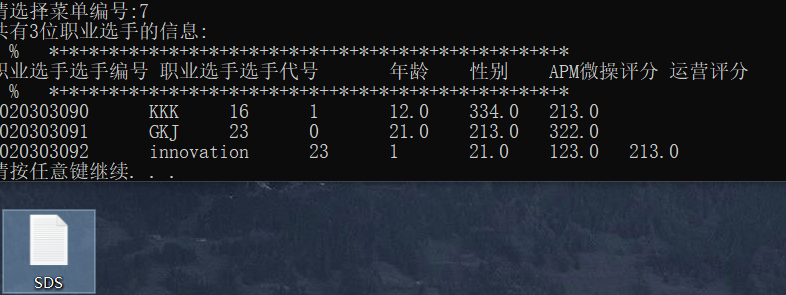 请选择菜单编号:7
共有3位职业选手的信息:
% *+*+*+*+*+*+*+*+*+*+*++*+*+*+*+*+*+*+*+*+*+*
职业选手选手编号 职业选手选手代号 年龄 性别 APM微操评分 运营评分
% *+*+*+*+*+*+*+*+*+*+*++*+*+*+*+*+*+*+*+*+*+*
020303090 KKK 16 1 12.0 334.0 213.0
020303091 GKJ 23 0 21.0 213.0 322.0
020303092 innovation 23 1 21.0 123.0 213.0
请按任意键继续. . .
SDS